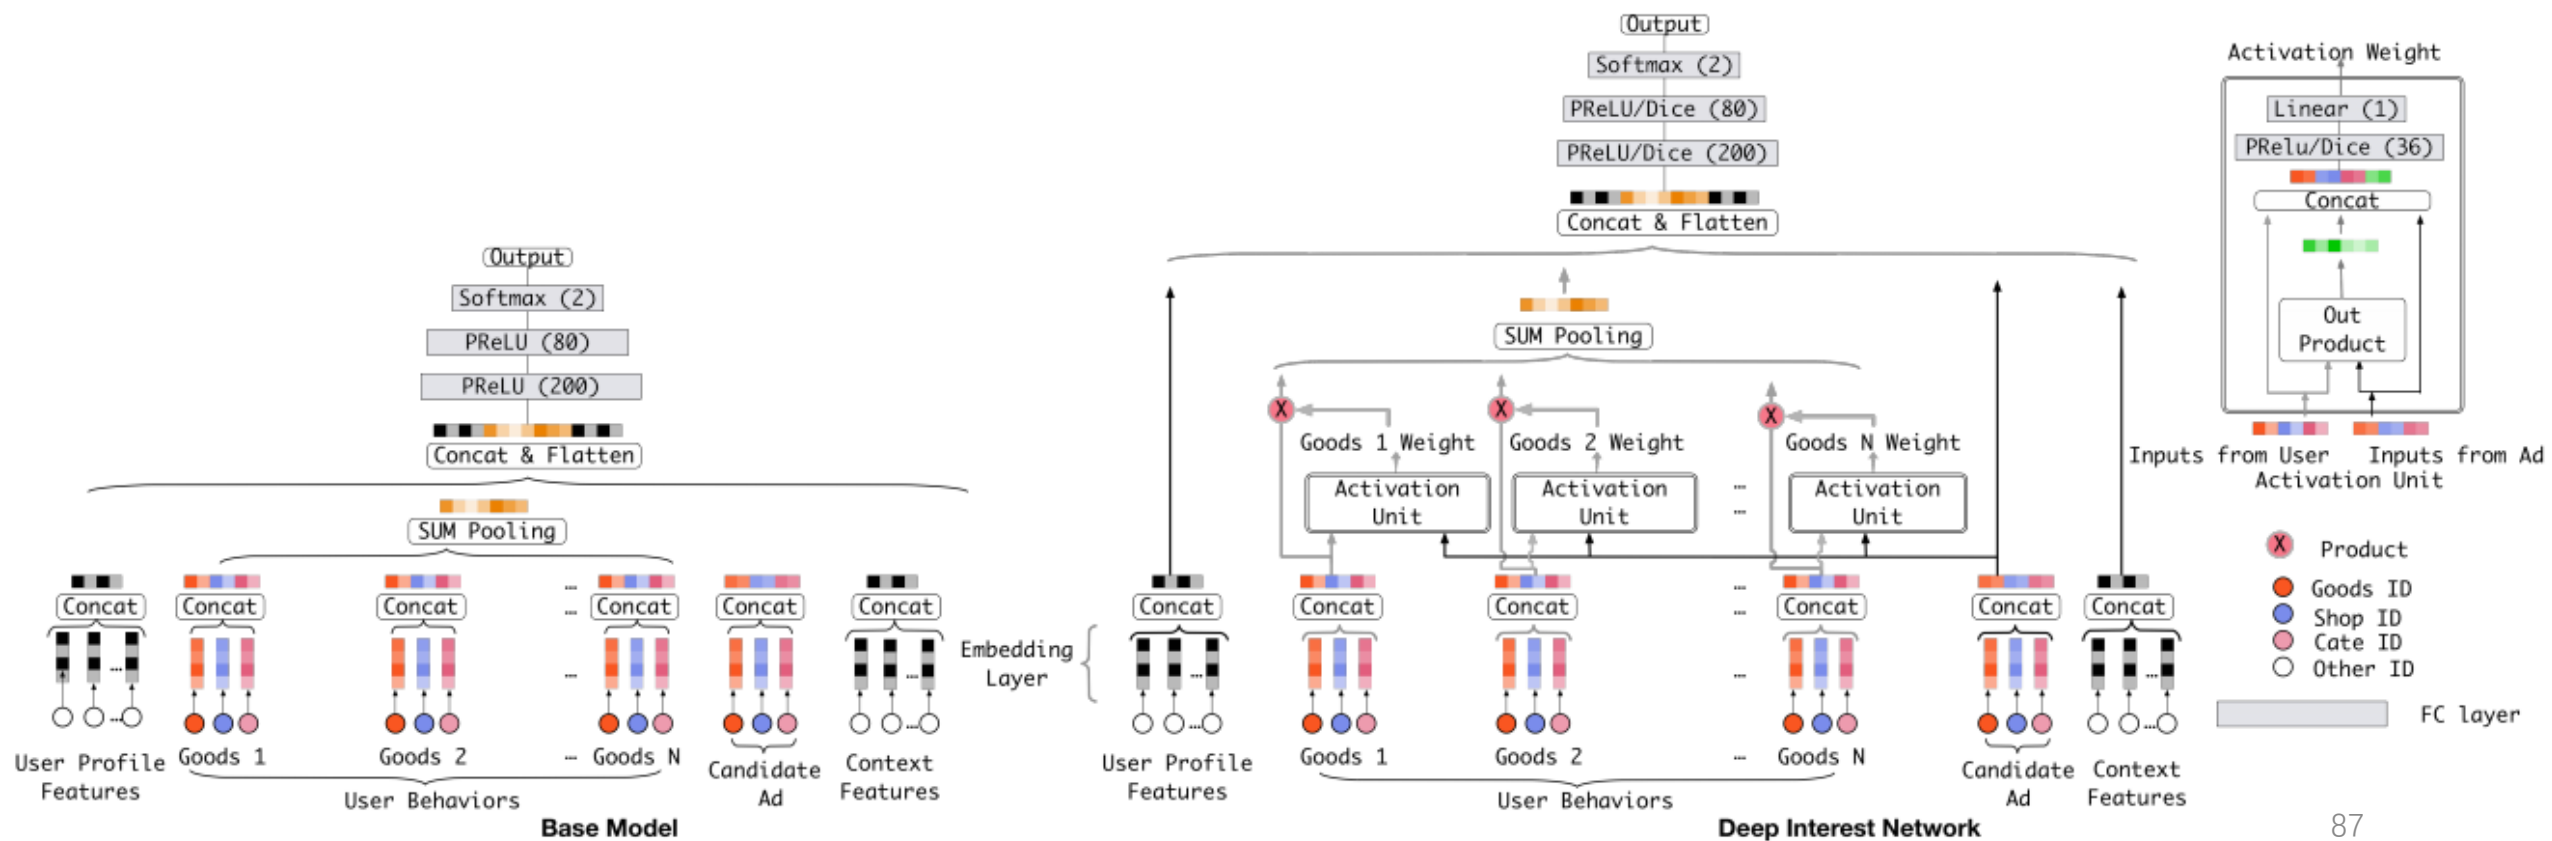 Output
Softmax (2)
PReLU (80)
PReLU (200)
Concat & Flatten
SUM Pooling
...
Concat Concat Concat ... Concat Concat Concat
... ...
...
User Profile
Features
Goods 1 Goods 2 ... Goods N
User Behaviors
Candidate
Ad
Context
Features
Base Model
Embedding
Layer
Output
Softmax (2)
PReLU/Dice (80)
PReLU/Dice (200)
Concat & Flatten
SUM Pooling
X X X
Goods 1 Weight Goods 2 Weight Goods N Weight
Activation
Unit
Activation
Unit
...
...
Activation
Unit
...
Concat Concat Concat ... Concat Concat Concat
... ...
...
User Profile
Features
Goods 1 Goods 2 ... Goods N
User Behaviors
Candidate
Ad
Context
Features
Deep Interest Network
Activation Weight
Linear (1)
PRelu/Dice (36)
Concat
Out
Product
Inputs from User Inputs from Ad
Activation Unit
X Product
Goods ID
Shop ID
Cate ID
Other ID
FC layer
87